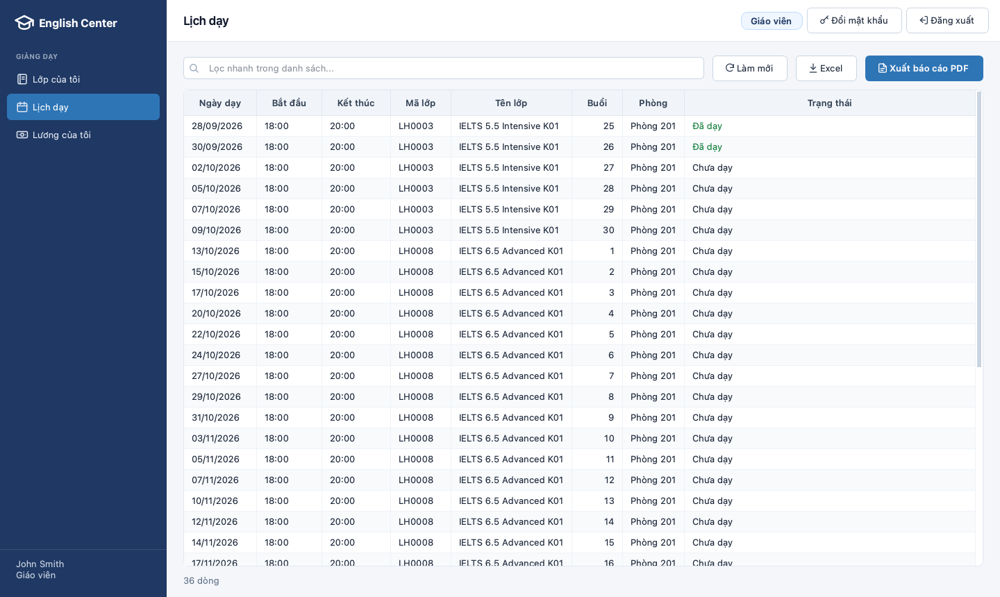 English Center
GIẢNG DẠY
Lớp của tôi
Lịch dạy
Lương của tôi
John Smith
Giáo viên
Lịch dạy
Giáo viên
Đổi mật khẩu
Đăng xuất
Lọc nhanh trong danh sách...
Làm mới
Excel
Xuất báo cáo PDF
Ngày dạy Bắt đầu Kết thúc Mã lớp Tên lớp Buổi Phòng Trạng thái
28/09/2026 18:00 20:00 LH0003 IELTS 5.5 Intensive K01 25 Phòng 201 Đã dạy
30/09/2026 18:00 20:00 LH0003 IELTS 5.5 Intensive K01 26 Phòng 201 Đã dạy
02/10/2026 18:00 20:00 LH0003 IELTS 5.5 Intensive K01 27 Phòng 201 Chưa dạy
05/10/2026 18:00 20:00 LH0003 IELTS 5.5 Intensive K01 28 Phòng 201 Chưa dạy
07/10/2026 18:00 20:00 LH0003 IELTS 5.5 Intensive K01 29 Phòng 201 Chưa dạy
09/10/2026 18:00 20:00 LH0003 IELTS 5.5 Intensive K01 30 Phòng 201 Chưa dạy
13/10/2026 18:00 20:00 LH0008 IELTS 6.5 Advanced K01 1 Phòng 201 Chưa dạy
15/10/2026 18:00 20:00 LH0008 IELTS 6.5 Advanced K01 2 Phòng 201 Chưa dạy
17/10/2026 18:00 20:00 LH0008 IELTS 6.5 Advanced K01 3 Phòng 201 Chưa dạy
20/10/2026 18:00 20:00 LH0008 IELTS 6.5 Advanced K01 4 Phòng 201 Chưa dạy
22/10/2026 18:00 20:00 LH0008 IELTS 6.5 Advanced K01 5 Phòng 201 Chưa dạy
24/10/2026 18:00 20:00 LH0008 IELTS 6.5 Advanced K01 6 Phòng 201 Chưa dạy
27/10/2026 18:00 20:00 LH0008 IELTS 6.5 Advanced K01 7 Phòng 201 Chưa dạy
29/10/2026 18:00 20:00 LH0008 IELTS 6.5 Advanced K01 8 Phòng 201 Chưa dạy
31/10/2026 18:00 20:00 LH0008 IELTS 6.5 Advanced K01 9 Phòng 201 Chưa dạy
03/11/2026 18:00 20:00 LH0008 IELTS 6.5 Advanced K01 10 Phòng 201 Chưa dạy
05/11/2026 18:00 20:00 LH0008 IELTS 6.5 Advanced K01 11 Phòng 201 Chưa dạy
07/11/2026 18:00 20:00 LH0008 IELTS 6.5 Advanced K01 12 Phòng 201 Chưa dạy
10/11/2026 18:00 20:00 LH0008 IELTS 6.5 Advanced K01 13 Phòng 201 Chưa dạy
12/11/2026 18:00 20:00 LH0008 IELTS 6.5 Advanced K01 14 Phòng 201 Chưa dạy
14/11/2026 18:00 20:00 LH0008 IELTS 6.5 Advanced K01 15 Phòng 201 Chưa dạy
17/11/2026 18:00 20:00 LH0008 IELTS 6.5 Advanced K01 16 Phòng 201 Chưa dạy
36 dòng